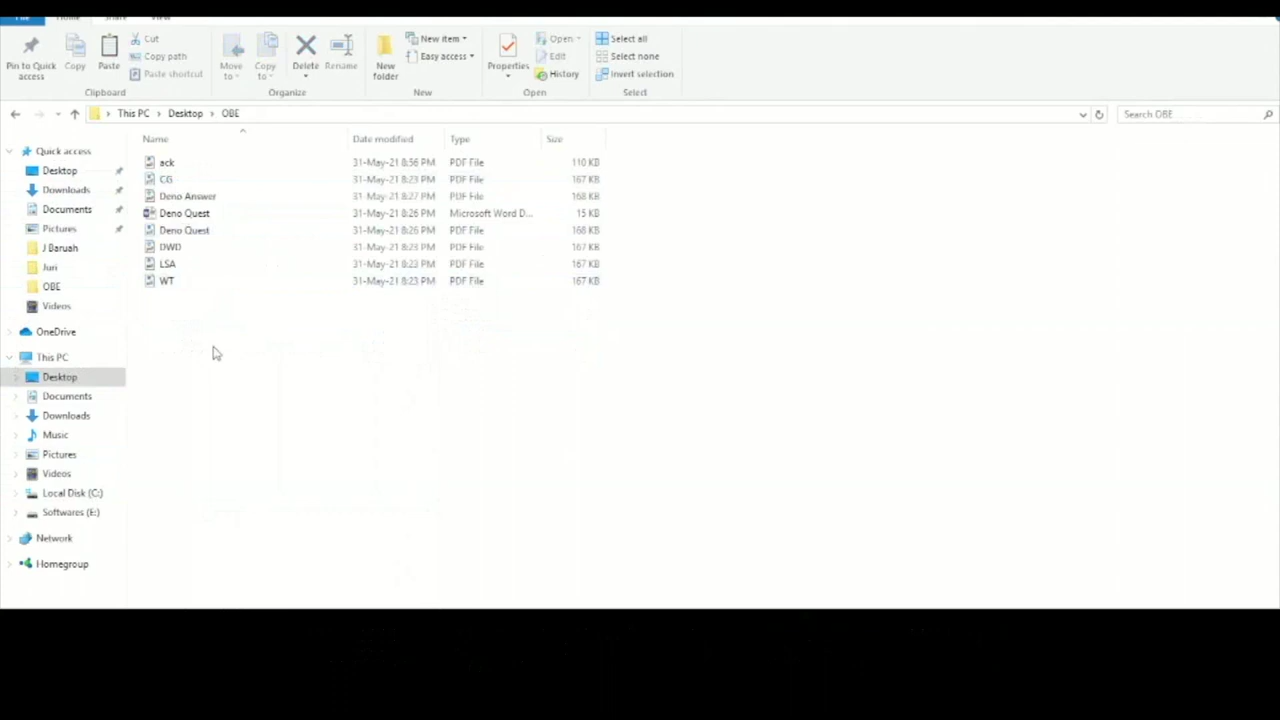 File Home Share View
Pin to Quick access
Copy
Paste
Cut
Copy path
Paste shortcut
Clipboard
Move to
Copy to
Delete
Rename
Organize
New folder
New item
Easy access
New
Properties
Open
Edit
History
Open
Select all
Select none
Invert selection
Select
This PC > Desktop > OBE
Search OBE
Name Date modified Type Size
ack 31-May-21 8:56 PM PDF File 110 KB
CG 31-May-21 8:23 PM PDF File 167 KB
Deno Answer 31-May-21 8:27 PM PDF File 168 KB
Deno Quest 31-May-21 8:26 PM Microsoft Word D... 15 KB
Deno Quest 31-May-21 8:26 PM PDF File 168 KB
DWD 31-May-21 8:23 PM PDF File 167 KB
LSA 31-May-21 8:23 PM PDF File 167 KB
WT 31-May-21 8:23 PM PDF File 167 KB
Quick access
Desktop
Downloads
Documents
Pictures
J Baruah
Juri
OBE
Videos
OneDrive
This PC
Desktop
Documents
Downloads
Music
Pictures
Videos
Local Disk (C:)
Softwares (E:)
Network
Homegroup